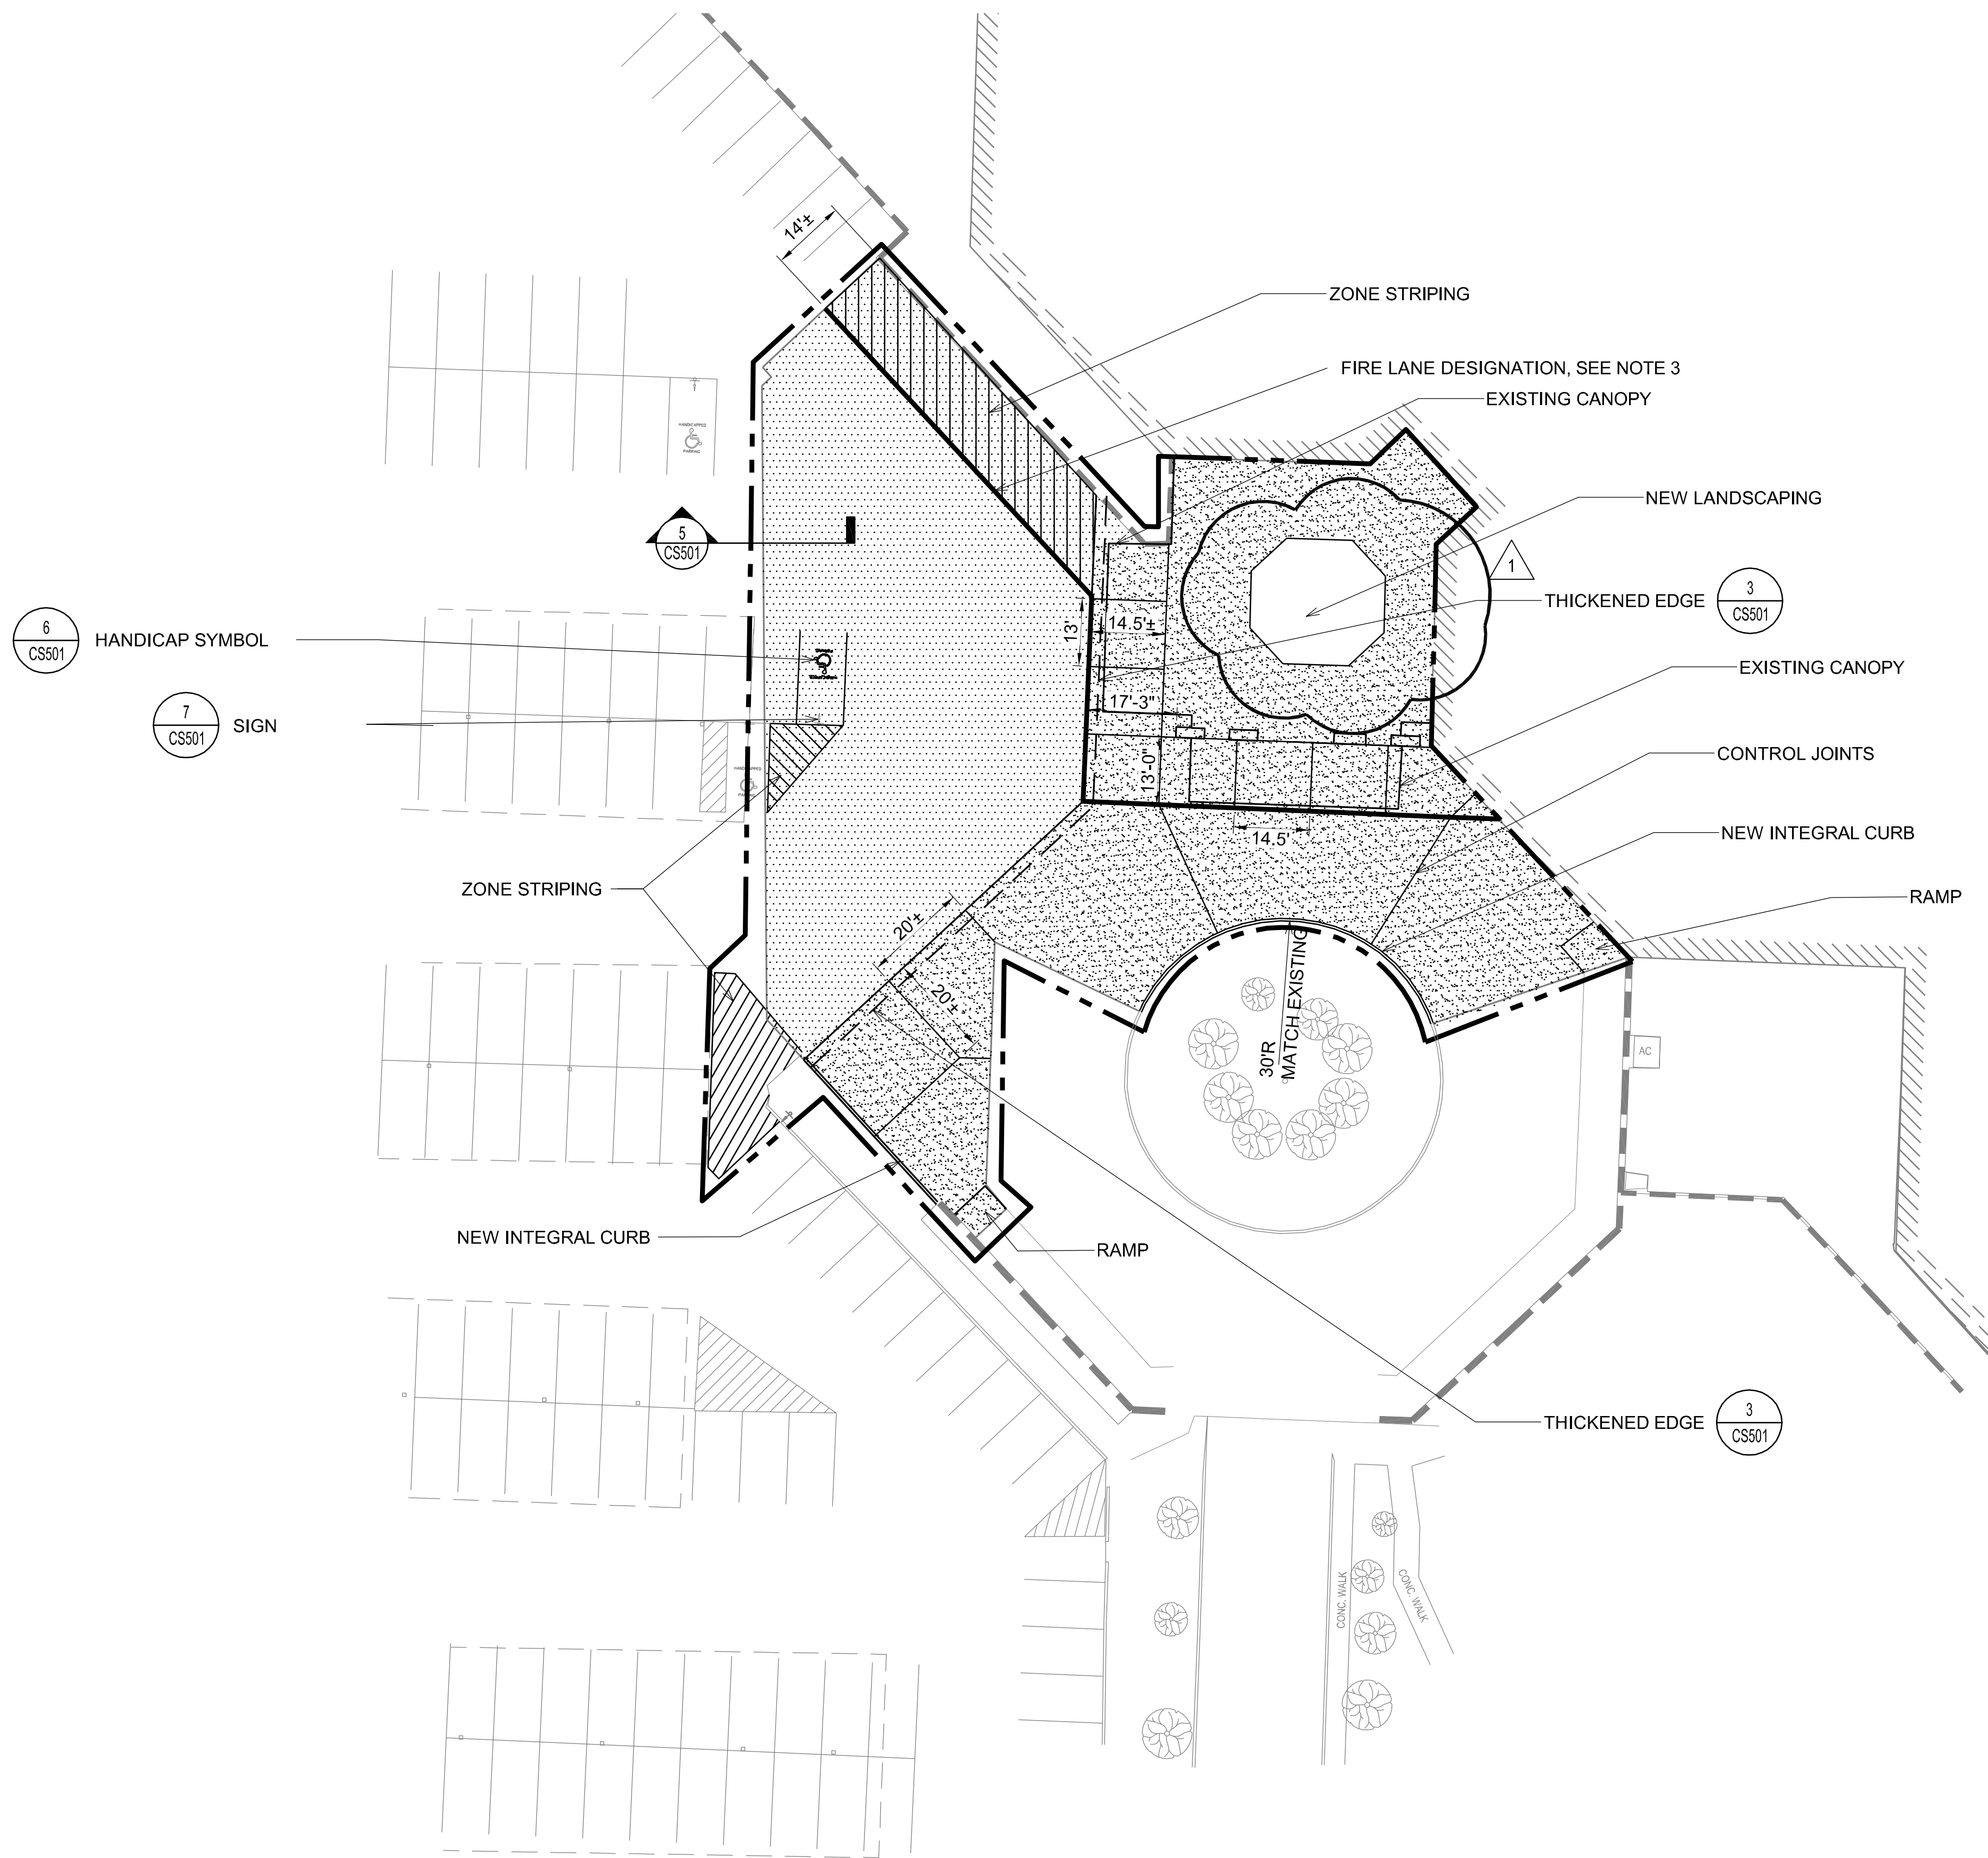 14'±
ZONE STRIPING
FIRE LANE DESIGNATION, SEE NOTE 3
EXISTING CANOPY
HANDICAPPED
PARKING
NEW LANDSCAPING
5
CS501
1
THICKENED EDGE
3
CS501
6
CS501
HANDICAP SYMBOL
13'
14.5'±
EXISTING CANOPY
7
CS501
SIGN
17'-3"
CONTROL JOINTS
HANDICAPPED
13'-0"
14.5'
NEW INTEGRAL CURB
ZONE STRIPING
RAMP
20'±
20'±
30'R
MATCH EXISTING
AC
NEW INTEGRAL CURB
RAMP
THICKENED EDGE
3
CS501
CONC. WALK
CONC. WALK